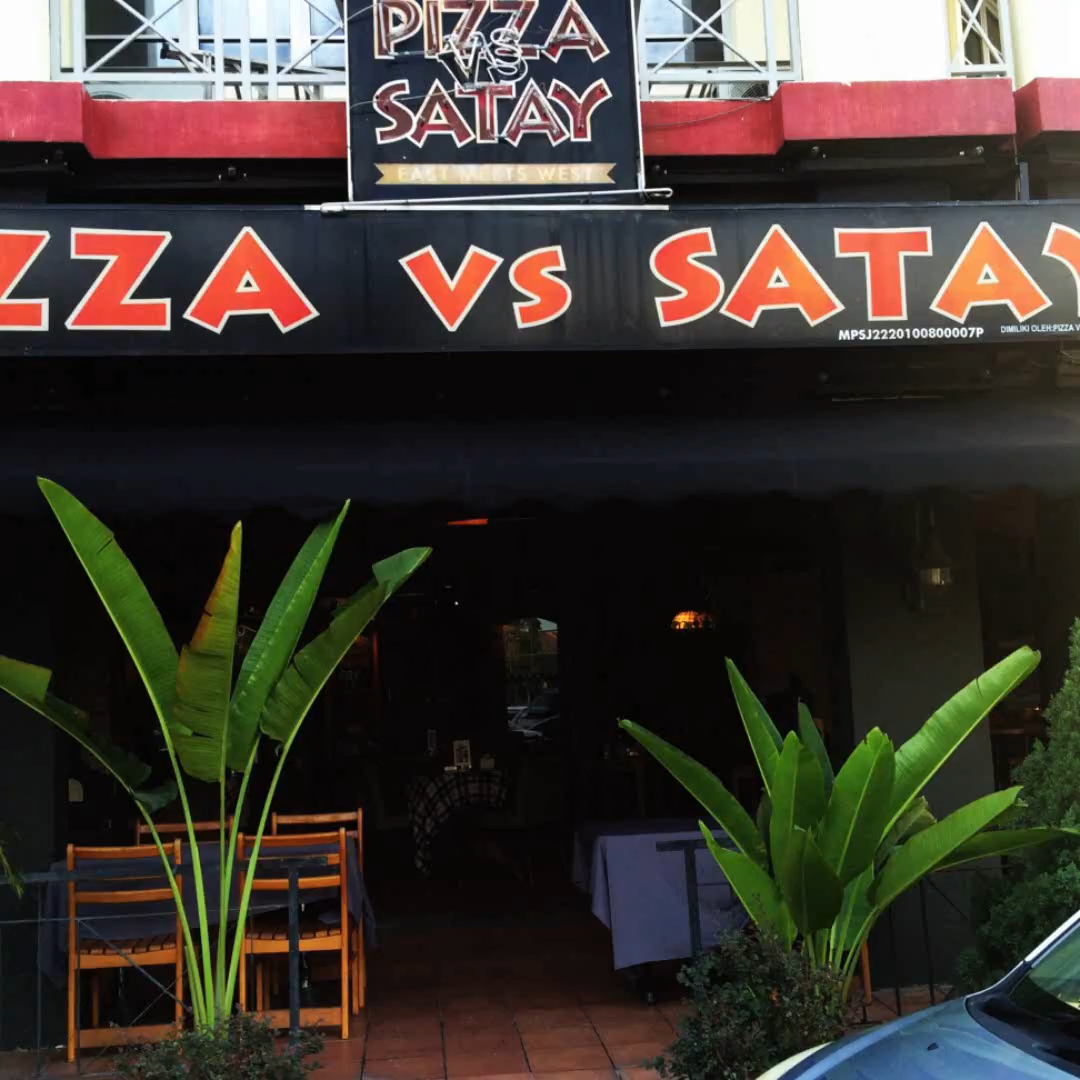 PIZZA
VS
SATAY
EAST MEETS WEST
ZZA VS SATAY
MPSJ2220100800007P
DIMILIKI OLEH:PIZZA V